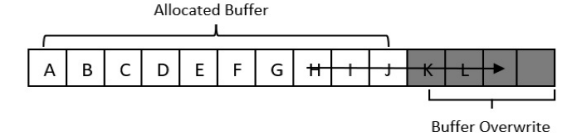 Allocated Buffer
A B C D E F G H I J K L
Buffer Overwrite